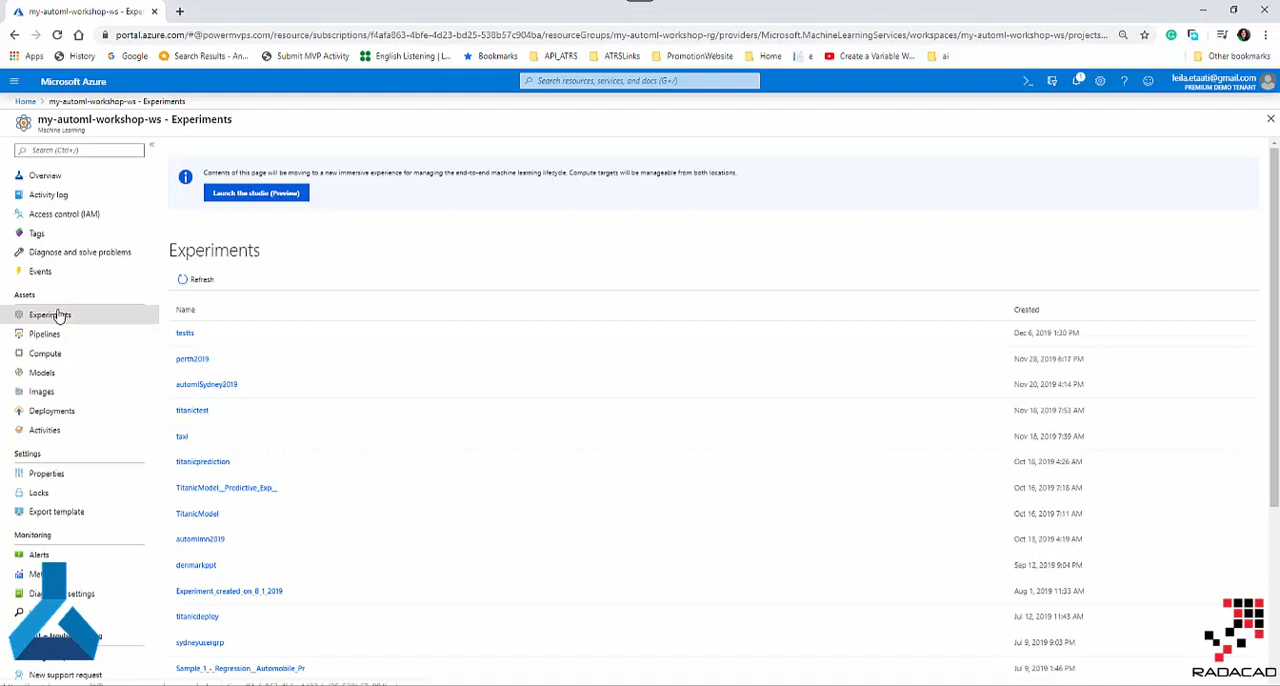 my-automl-workshop-ws - Expe
portal.azure.com/#@powermvps.com/resource/subscriptions/f4afa863-4bfe-4d23-bd25-538b57c904ba/resourceGroups/my-automl-workshop-rg/providers/Microsoft.MachineLearningServices/workspaces/my-automl-workshop-ws/projects...
Apps History Google Search Results - An... Submit MVP Activity English Listening |... Bookmarks API_ATRS ATRSLinks PromotionWebsite Home e Create a Variable W... ai Other bookmarks
Microsoft Azure
Search resources, services, and docs (G+/)
1
leila.etaati@gmail.com
PREMIUM DEMO TENANT
Home > my-automl-workshop-ws - Experiments
my-automl-workshop-ws - Experiments
Machine Learning
Search (Ctrl+/)
Overview
Activity log
Access control (IAM)
Tags
Diagnose and solve problems
Events
Assets
Experiments
Pipelines
Compute
Models
Images
Deployments
Activities
Settings
Properties
Locks
Export template
Monitoring
Alerts
settings
New support request
Contents of this page will be moving to a new immersive experience for managing the end-to-end machine learning lifecycle. Compute targets will be manageable from both locations.
Launch the studio (Preview)
Experiments
Refresh
Name Created
testts Dec 6, 2019 1:30 PM
perth2019 Nov 28, 2019 6:17 PM
automlSydney2019 Nov 20, 2019 4:14 PM
titanictest Nov 18, 2019 7:53 AM
taxi Nov 18, 2019 7:39 AM
titanicprediction Oct 18, 2019 4:26 AM
TitanicModel__Predictive_Exp__ Oct 16, 2019 7:18 AM
TitanicModel Oct 16, 2019 7:11 AM
automlmn2019 Oct 13, 2019 4:19 AM
denmarkppt Sep 12, 2019 9:04 PM
Experiment_created_on_8_1_2019 Aug 1, 2019 11:33 AM
titanicdeploy Jul 12, 2019 11:43 AM
sydneyusergrp Jul 9, 2019 9:03 PM
Sample_1_-_Regression__Automobile_Pr Jul 9, 2019 1:46 PM
RADACAD